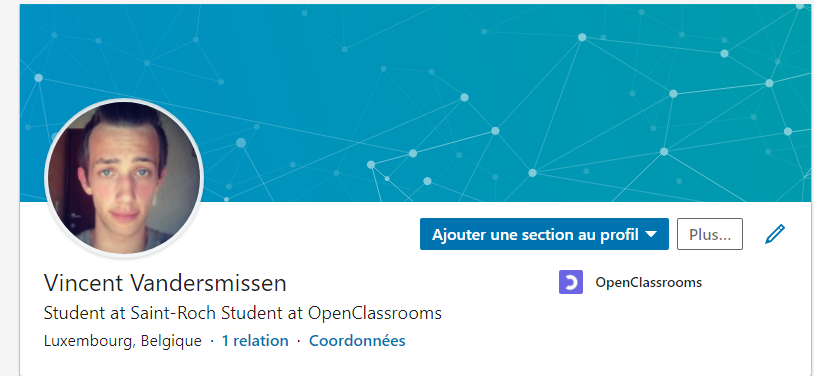 Ajouter une section au profil
Plus...
Vincent Vandersmissen
OpenClassrooms
Student at Saint-Roch Student at OpenClassrooms
Luxembourg, Belgique · 1 relation · Coordonnées